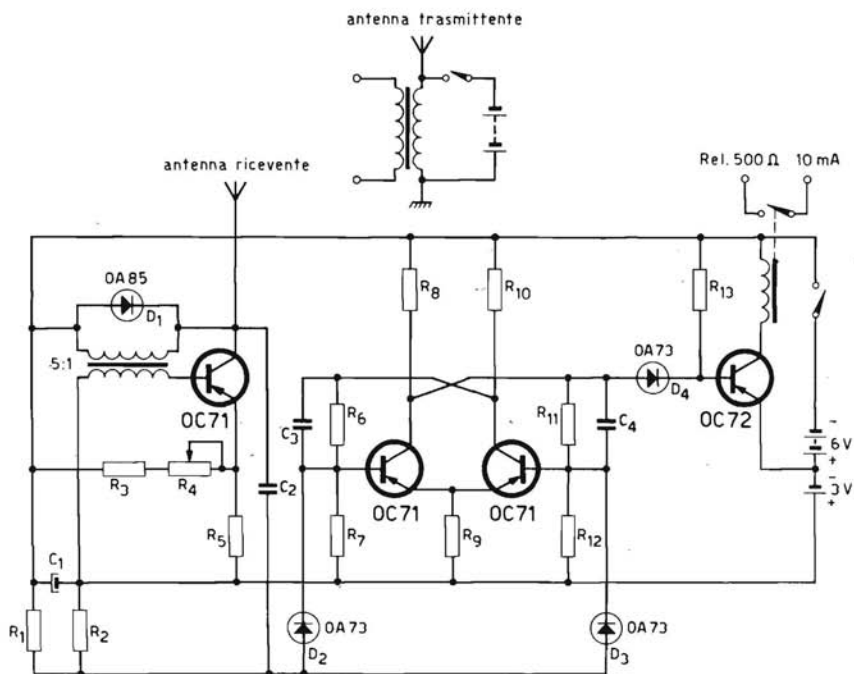 antenna trasmittente
Rel. 500 Ω 10 mA
antenna ricevente
OA85
D1
R8
R10
R13
5:1
OC71
OA73
D4
OC72
R6
R11
C3
C4
−
6V
+
−
3V
+
R3
R4
C2
OC71
OC71
R5
R7
R9
R12
C1
R1
R2
OA73
D2
OA73
D3